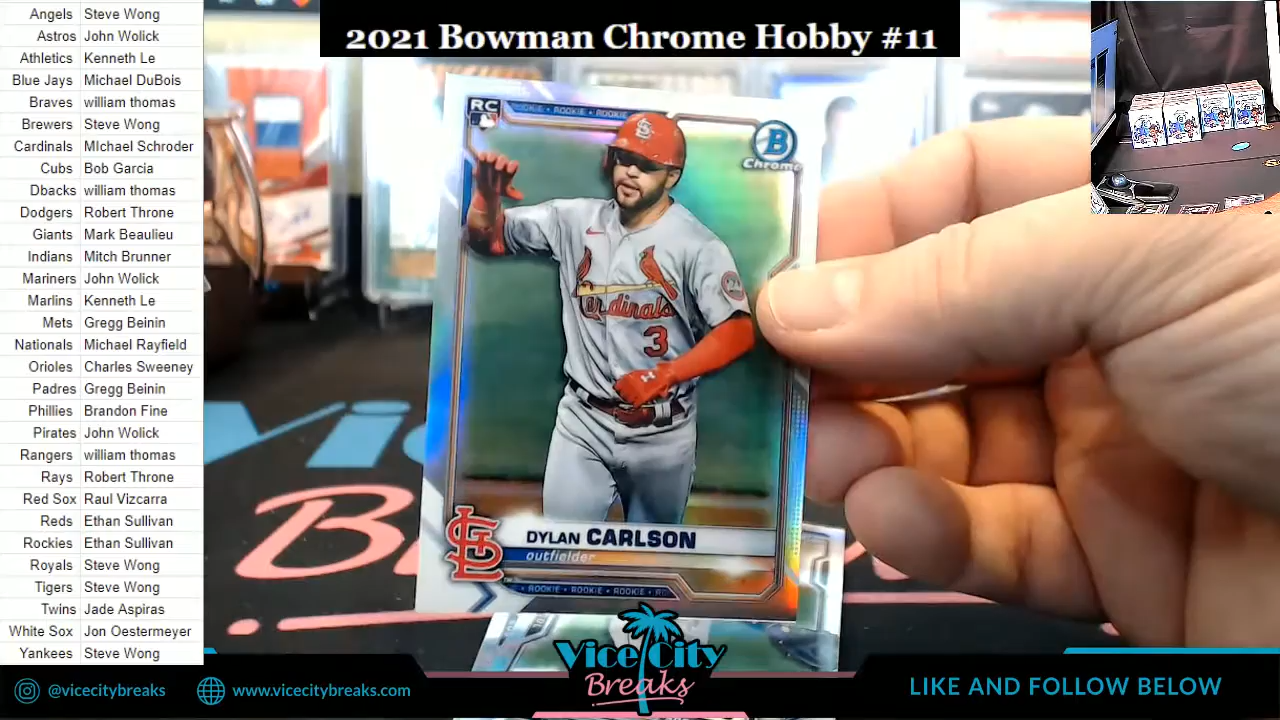 2021 Bowman Chrome Hobby #11
Angels Steve Wong
Astros John Wolick
Athletics Kenneth Le
Blue Jays Michael DuBois
Braves william thomas
Brewers Steve Wong
Cardinals MIchael Schroder
Cubs Bob Garcia
Dbacks william thomas
Dodgers Robert Throne
Giants Mark Beaulieu
Indians Mitch Brunner
Mariners John Wolick
Marlins Kenneth Le
Mets Gregg Beinin
Nationals Michael Rayfield
Orioles Charles Sweeney
Padres Gregg Beinin
Phillies Brandon Fine
Pirates John Wolick
Rangers william thomas
Rays Robert Throne
Red Sox Raul Vizcarra
Reds Ethan Sullivan
Rockies Ethan Sullivan
Royals Steve Wong
Tigers Steve Wong
Twins Jade Aspiras
White Sox Jon Oestermeyer
Yankees Steve Wong
RC
ROOKIE • ROOKIE • ROOKIE
B
Chrome
Cardinals
3
DYLAN CARLSON
outfielder
• ROOKIE • ROOKIE • ROOKIE •
Vice City
Breaks
@vicecitybreaks
www.vicecitybreaks.com
LIKE AND FOLLOW BELOW